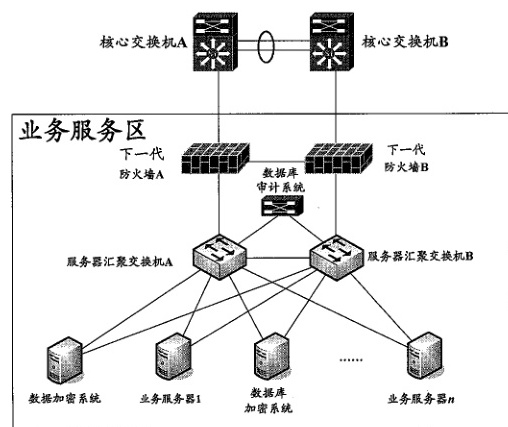 核心交换机A
核心交换机B
业务服务区
下一代
防火墙A
下一代
防火墙B
数据库
审计系统
服务器汇聚交换机A
服务器汇聚交换机B
数据加密系统
业务服务器1
数据库
加密系统
……
业务服务器n